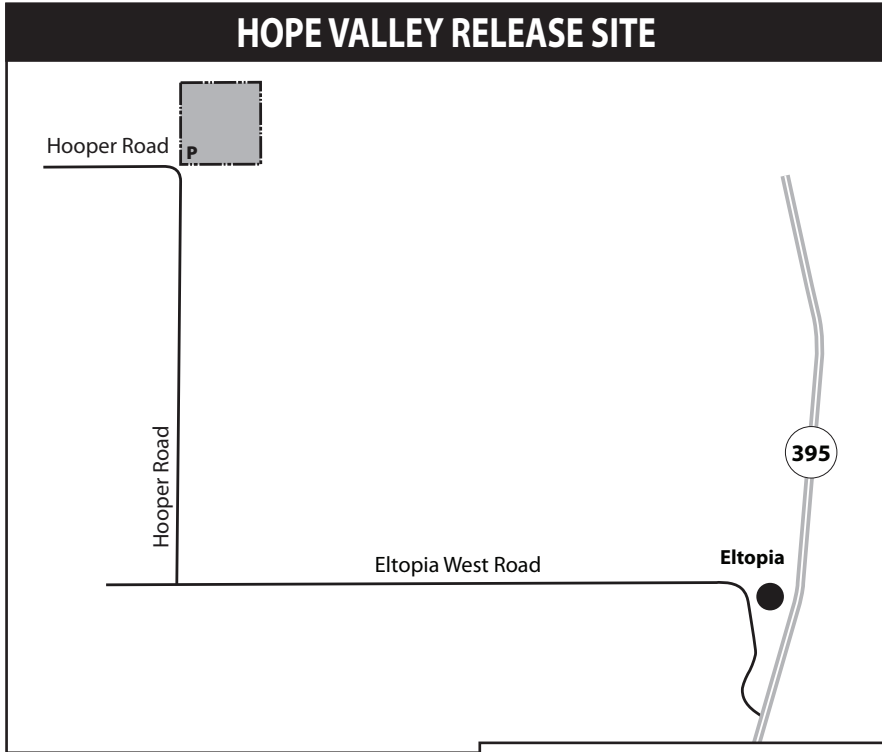 HOPE VALLEY RELEASE SITE
Hooper Road
P
Hooper Road
395
Eltopia West Road
Eltopia